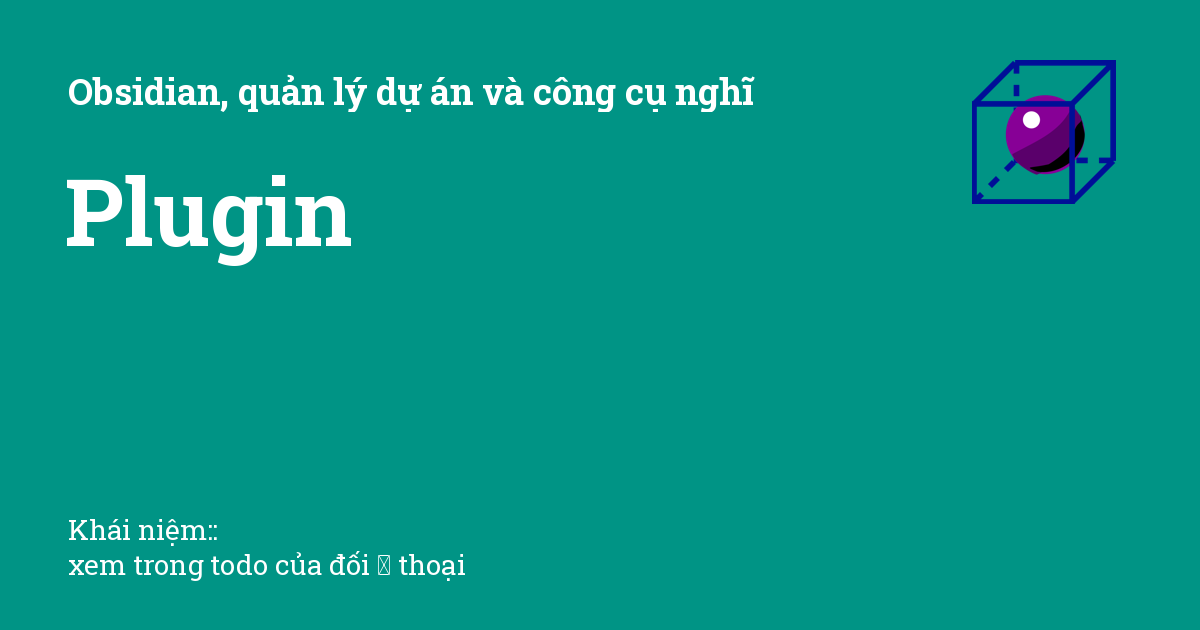 Obsidian, quản lý dự án và công cụ nghĩ
Plugin
Khái niệm::
xem trong todo của đối thoại